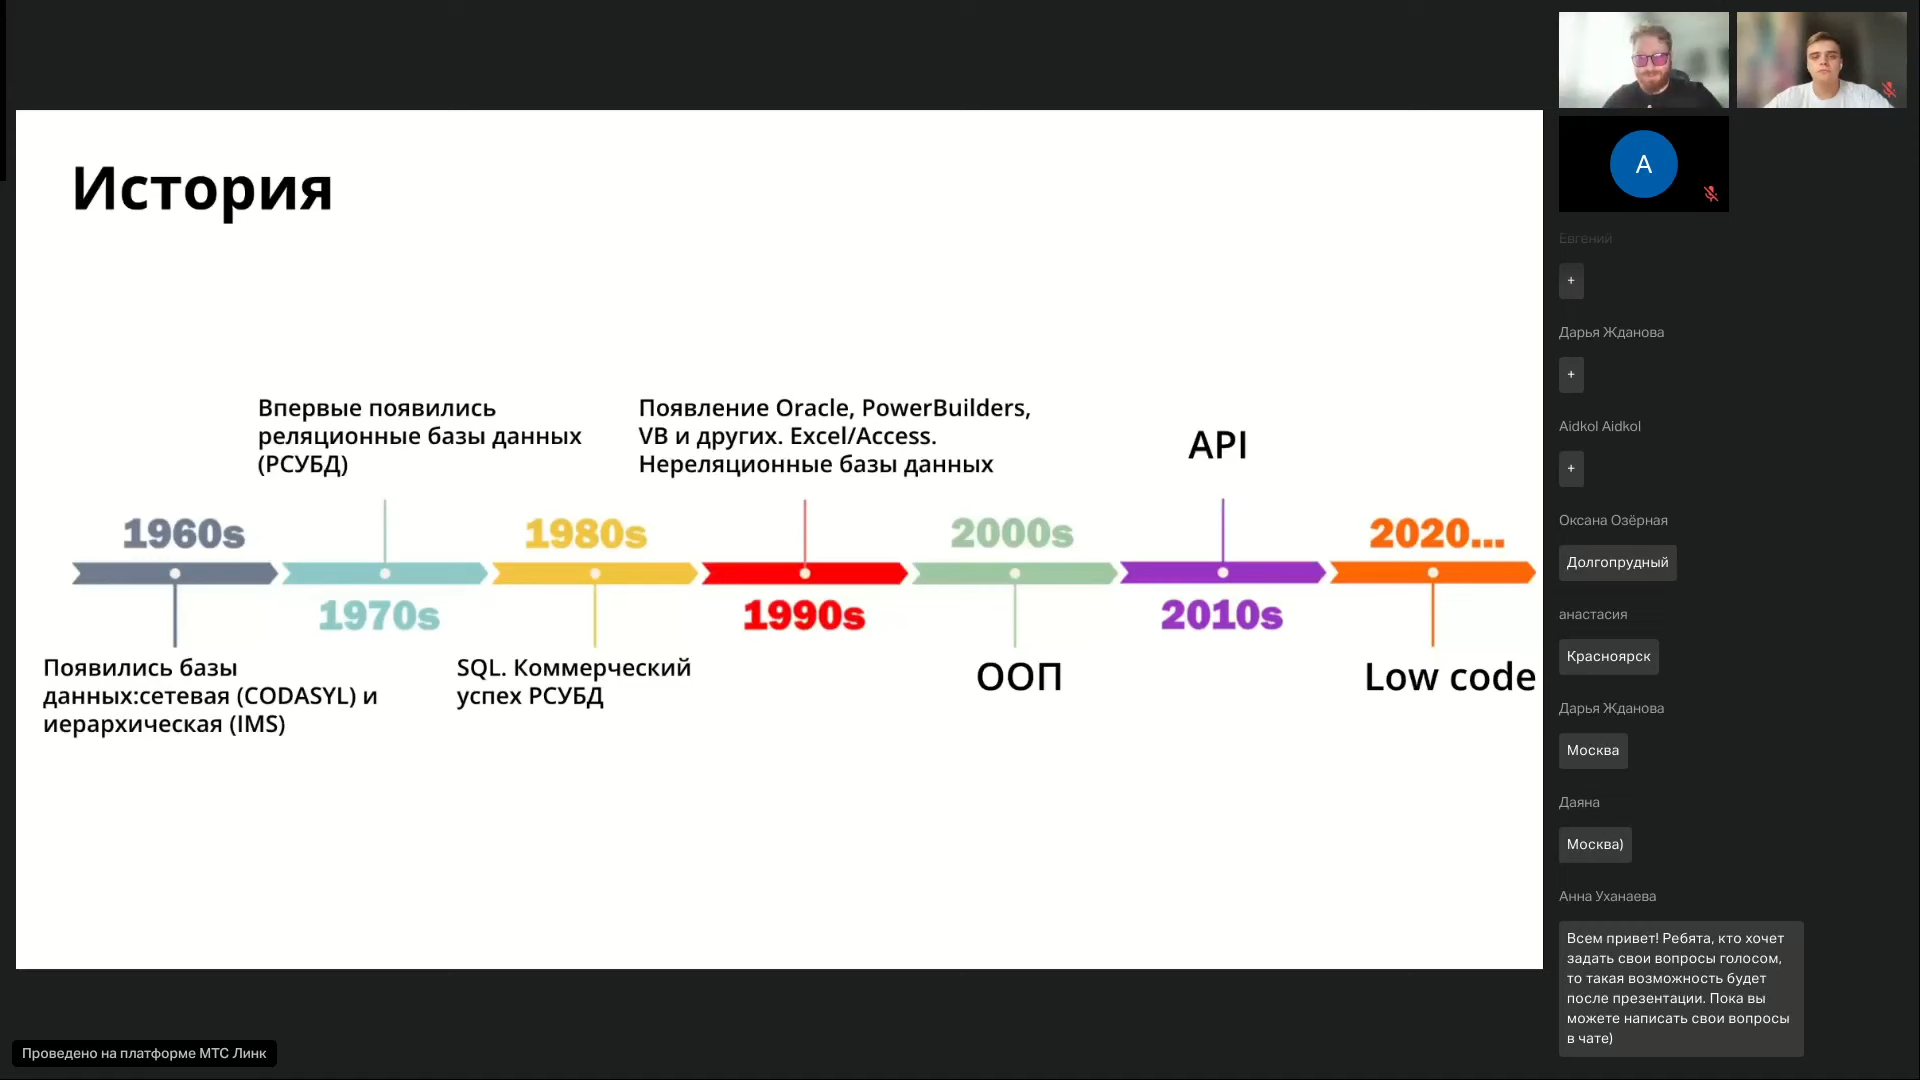 История
Впервые появились
реляционные базы данных
(РСУБД)
Появление Oracle, PowerBuilders,
VB и других. Excel/Access.
Нереляционные базы данных
API
1960s
1980s
2000s
2020...
1970s
1990s
2010s
Появились базы
данных:сетевая (CODASYL) и
иерархическая (IMS)
SQL. Коммерческий
успех РСУБД
ООП
Low code
Проведено на платформе МТС Линк
A
Евгений
+
Дарья Жданова
+
Aidkol Aidkol
+
Оксана Озёрная
Долгопрудный
анастасия
Красноярск
Дарья Жданова
Москва
Даяна
Москва)
Анна Уханаева
Всем привет! Ребята, кто хочет
задать свои вопросы голосом,
то такая возможность будет
после презентации. Пока вы
можете написать свои вопросы
в чате)